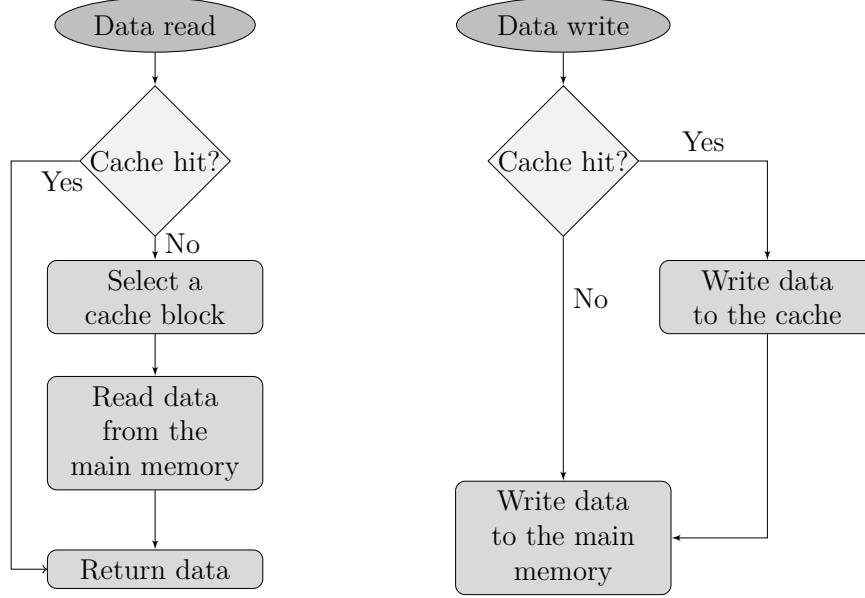 Data read
Cache hit?
Yes
No
Select a
cache block
Read data
from the
main memory
Return data
Data write
Cache hit?
Yes
No
Write data
to the cache
Write data
to the main
memory